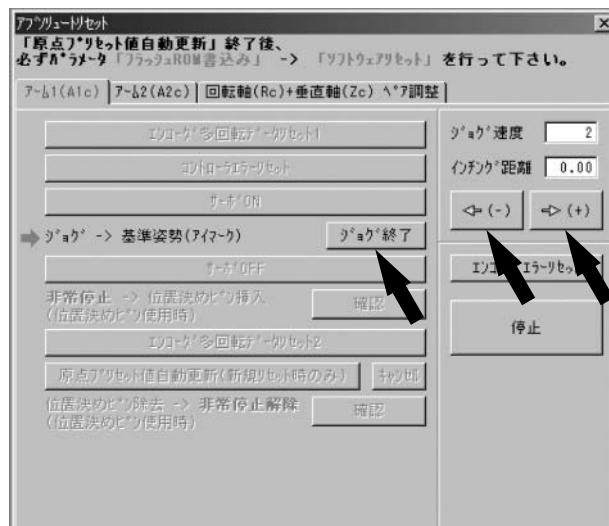 アブソリュートリセット
「原点プリセット値自動更新」終了後、
必ずパラメータ「フラッシュROM書込み」 -> 「ソフトウェアリセット」 を行って下さい。
アーム1(A1c) アーム2(A2c) 回転軸(Rc)+垂直軸(Zc) ペア調整
エンコーダ多回転データリセット1
コントローラエラーリセット
サーボON
ジョグ -> 基準姿勢(アイマーク) ジョグ終了
サーボOFF
非常停止 -> 位置決めピン挿入
(位置決めピン使用時)
確認
エンコーダ多回転データリセット2
原点プリセット値自動更新(新規リセット時のみ) キャンセル
位置決めピン除去 -> 非常停止解除
(位置決めピン使用時)
確認
ジョグ速度 2
インチング距離 0.00
(-) (+)
エンコーダエラーリセット
停止